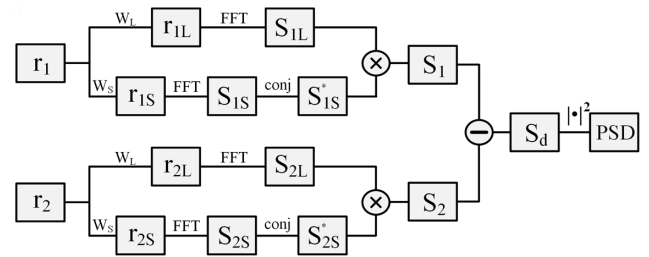 W_L r_1L FFT S_1L
r_1 × S_1
W_S r_1S FFT S_1S conj S*_1S
− S_d |•|² PSD
W_L r_2L FFT S_2L
r_2 × S_2
W_S r_2S FFT S_2S conj S*_2S